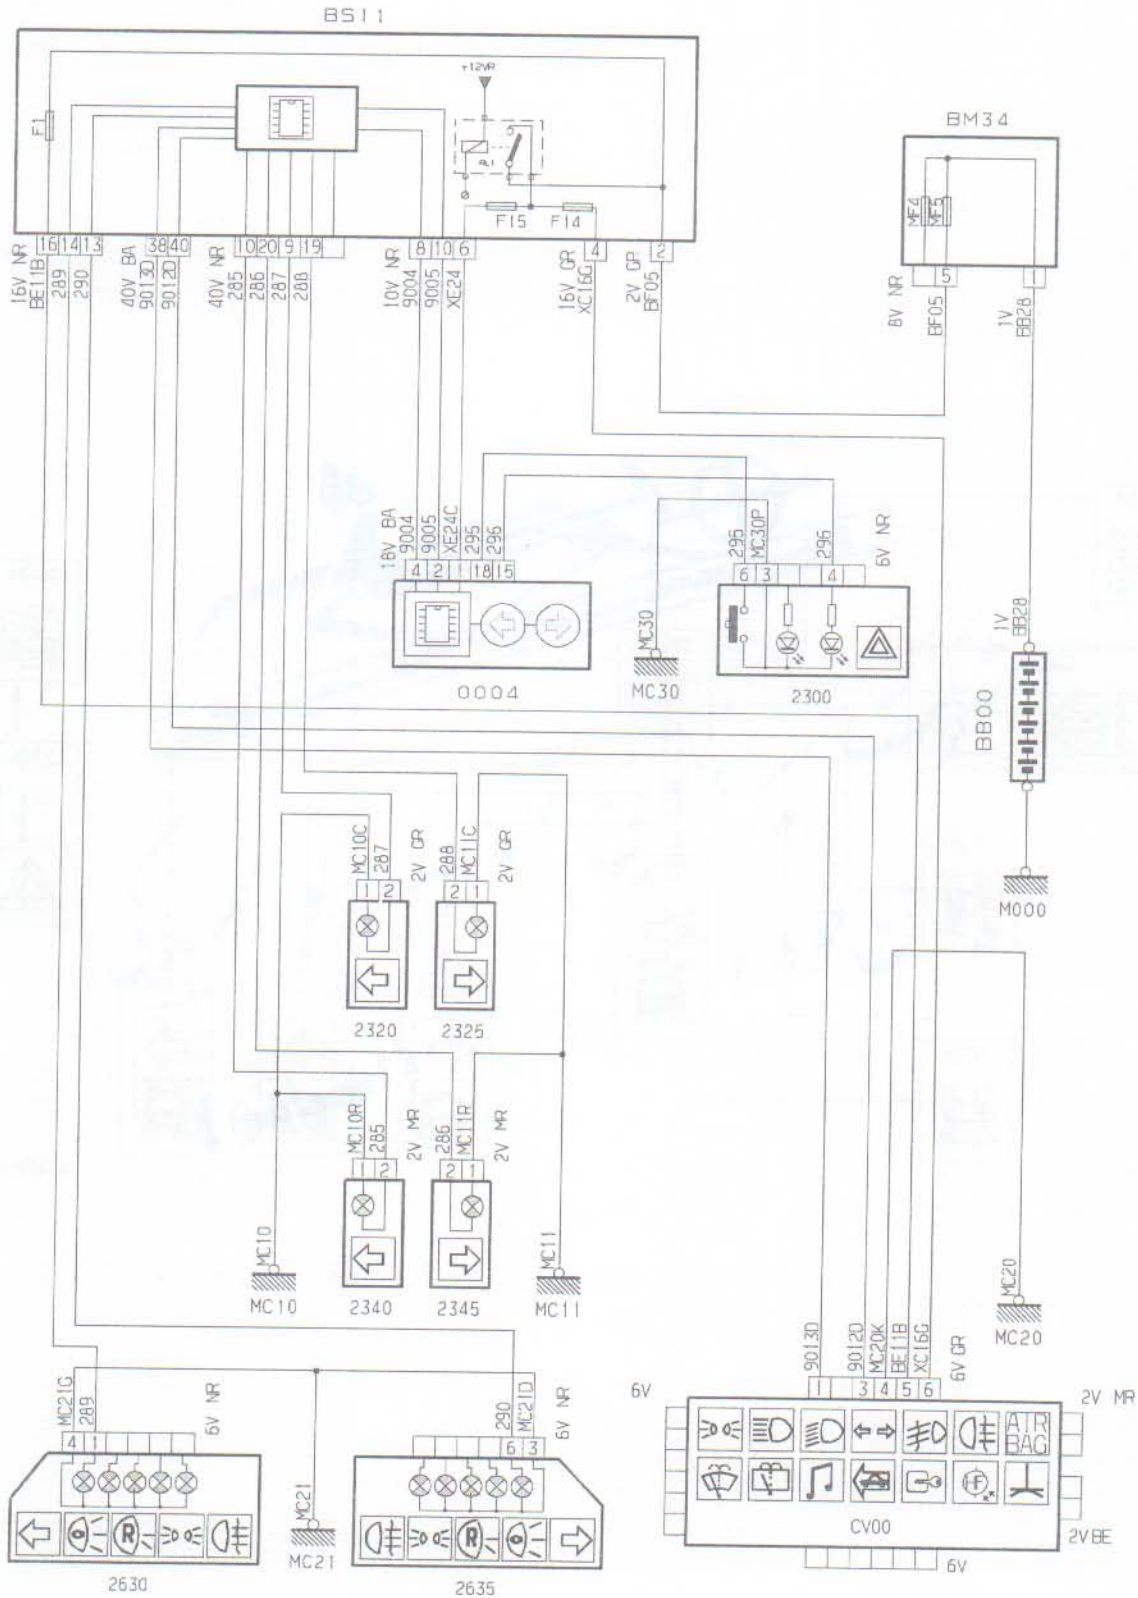 BSI1
+12VR
F1
R.1
F15
F14
BM34
MF4
MF5
16 14 13
38 40
10 20 9 19
8 10 6
4
2
5
1
16V NR
BE11B
289
290
40V BA
9013D
9012D
40V NR
285
286
287
288
10V NR
9004
9005
XE24
16V GR
XC16G
2V GR
BF05
8V NR
BF05
1V
BB28
18V BA
9004
9005
XE24C
295
296
4 2 1 18 15
0004
MC30
MC30
295
MC30P
296
6V NR
6 3 4
2300
1V
BB28
BB00
M000
MC10C
287
2V GR
1 2
2320
288
MC11C
2V GR
2 1
2325
MC10R
285
2V MR
1 2
2340
286
MC11R
2V MR
2 1
2345
MC10
MC10
MC11
MC11
MC20
MC20
9013D
9012D
MC20K
BE11B
XC16G
6V GR
1 3 4 5 6
6V
2V MR
AIR
BAG
CV00
2V BE
6V
MC21G
289
6V NR
4 1
R
2630
MC21
MC21
290
MC21D
6V NR
6 3
R
2635